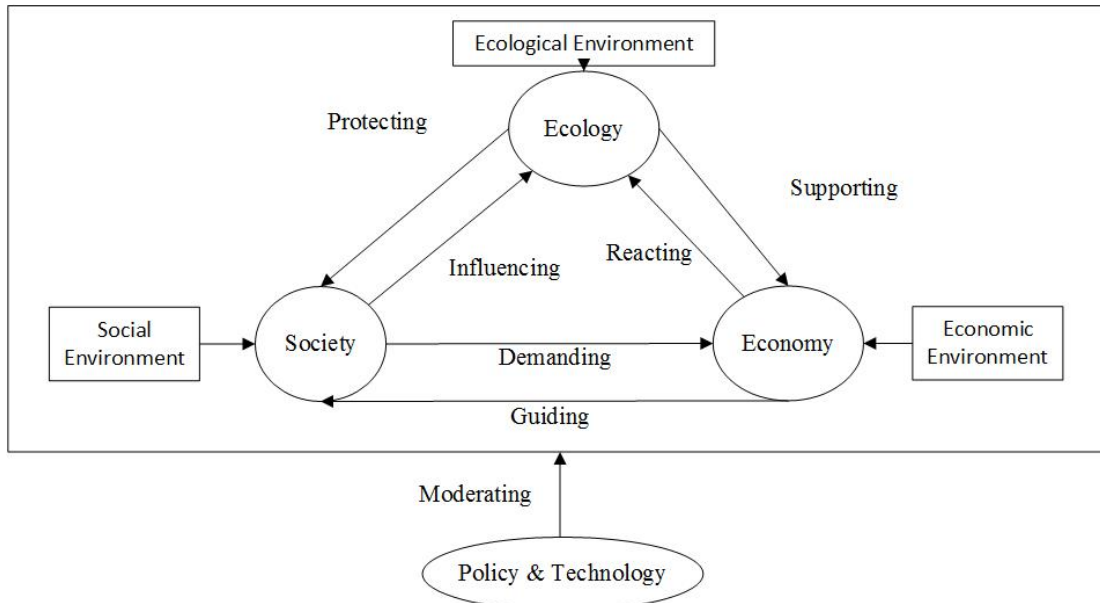 Ecological Environment
Protecting
Ecology
Supporting
Influencing
Reacting
Social
Environment
Society
Demanding
Economy
Economic
Environment
Guiding
Moderating
Policy & Technology